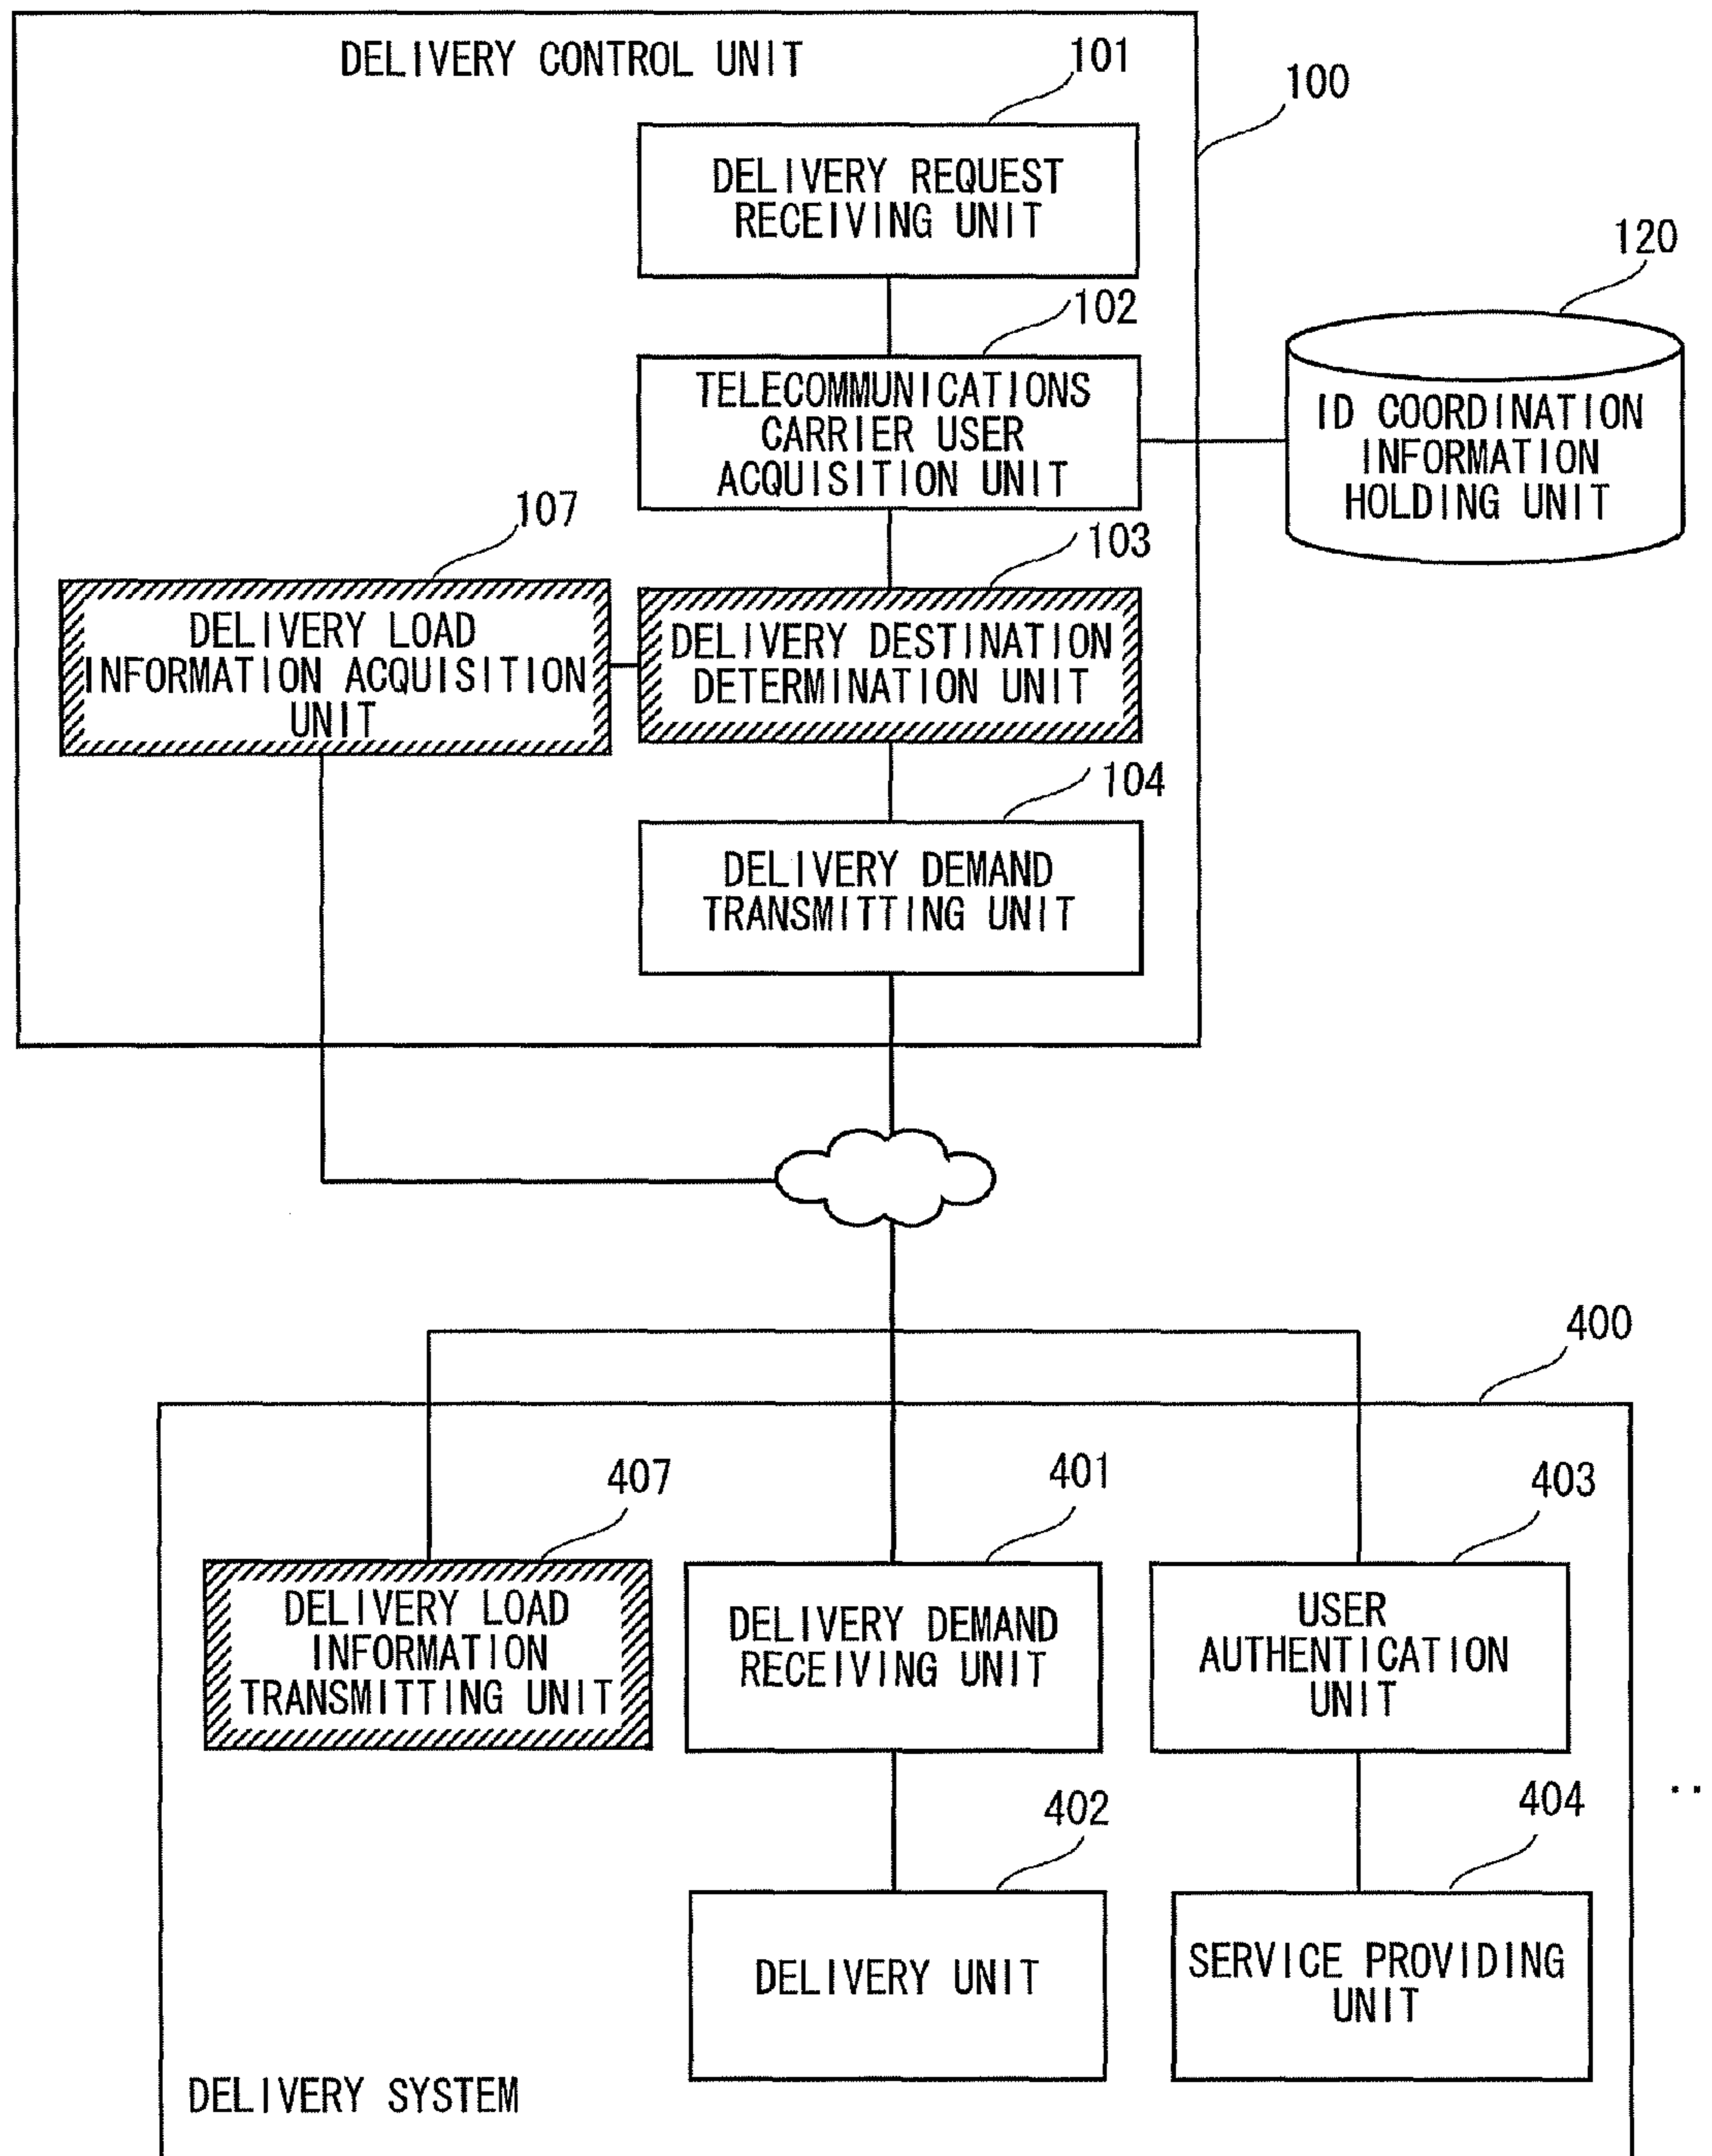 DELIVERY CONTROL UNIT
101
100
DELIVERY REQUEST
RECEIVING UNIT
120
102
TELECOMMUNICATIONS
CARRIER USER
ACQUISITION UNIT
ID COORDINATION
INFORMATION
HOLDING UNIT
107
103
DELIVERY LOAD
INFORMATION ACQUISITION
UNIT
DELIVERY DESTINATION
DETERMINATION UNIT
104
DELIVERY DEMAND
TRANSMITTING UNIT
400
407
401
403
DELIVERY LOAD
INFORMATION
TRANSMITTING UNIT
DELIVERY DEMAND
RECEIVING UNIT
USER
AUTHENTICATION
UNIT
..
402
404
DELIVERY UNIT
SERVICE PROVIDING
UNIT
DELIVERY SYSTEM